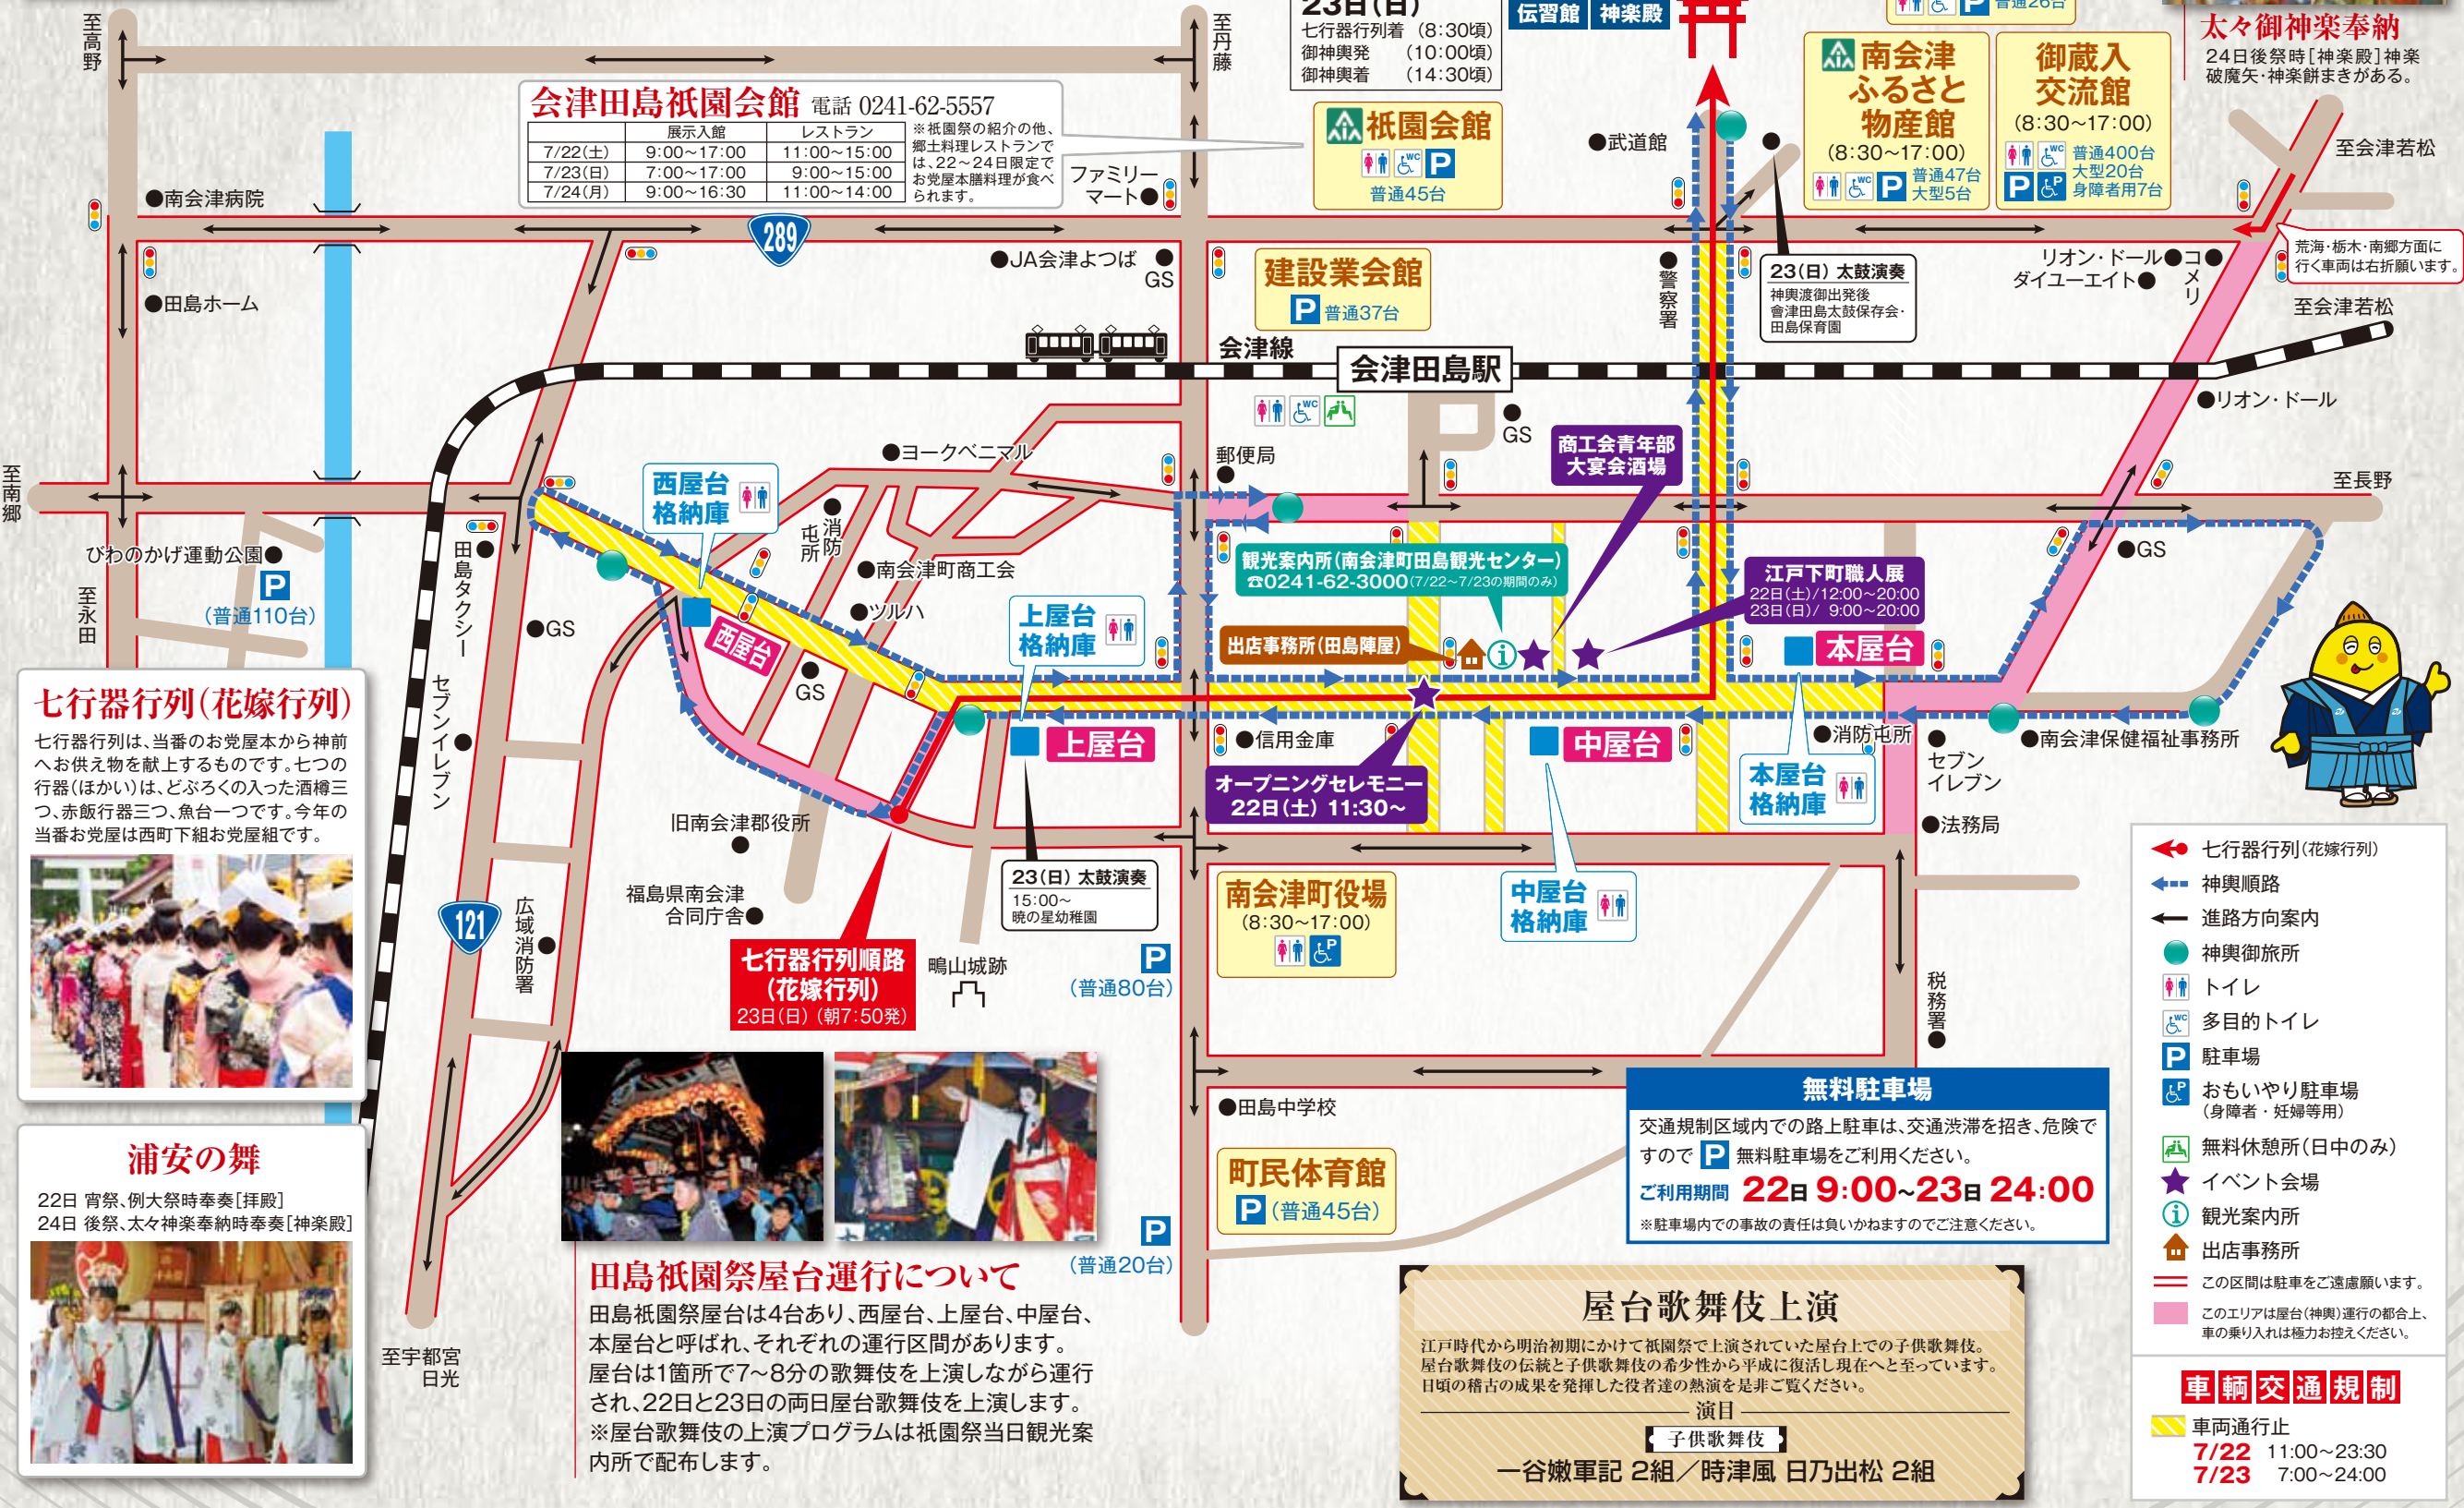 至高野
至丹藤
23日(日)
七行器行列着 (8:30頃)
御神輿発 (10:00頃)
御神輿着 (14:30頃)
伝習館
神楽殿
普通26台
太々御神楽奉納
24日後祭時[神楽殿]神楽
破魔矢・神楽餅まきがある。
会津田島祇園会館 電話 0241-62-5557
展示入館 レストラン
7/22(土) 9:00〜17:00 11:00〜15:00
7/23(日) 7:00〜17:00 9:00〜15:00
7/24(月) 9:00〜16:30 11:00〜14:00
※祇園祭の紹介の他、
郷土料理レストランで
は、22〜24日限定で
お党屋本膳料理が食べ
られます。
祇園会館
WC P
普通45台
南会津
ふるさと
物産館
(8:30〜17:00)
WC P 普通47台
大型5台
御蔵入
交流館
(8:30〜17:00)
WC 普通400台
大型20台
P P 身障者用7台
●武道館
至会津若松
ファミリー
マート●
●南会津病院
289
●JA会津よつば
GS
●田島ホーム
建設業会館
P 普通37台
警察署
23(日) 太鼓演奏
神輿渡御出発後
會津田島太鼓保存会・
田島保育園
リオン・ドール●
ダイユーエイト●
コメリ
荒海・栃木・南郷方面に
行く車両は右折願います。
至会津若松
会津線
会津田島駅
WC
●リオン・ドール
GS
●ヨークベニマル
郵便局
商工会青年部
大宴会酒場
至長野
至南郷
西屋台
格納庫
消防
屯所
●南会津町商工会
●ツルハ
びわのかげ運動公園●
P
(普通110台)
至永田
田島タクシー
●GS
観光案内所(南会津町田島観光センター)
☎0241-62-3000(7/22〜7/23の期間のみ)
江戸下町職人展
22日(土)/12:00〜20:00
23日(日)/ 9:00〜20:00
●GS
上屋台
格納庫
西屋台
GS
出店事務所(田島陣屋)
本屋台
七行器行列(花嫁行列)
七行器行列は、当番のお党屋本から神前
へお供え物を献上するものです。七つの
行器(ほかい)は、どぶろくの入った酒樽三
つ、赤飯行器三つ、魚台一つです。今年の
当番お党屋は西町下組お党屋組です。
セブンイレブン
上屋台
●信用金庫
中屋台
●消防屯所
セブン
イレブン
●南会津保健福祉事務所
オープニングセレモニー
22日(土) 11:30〜
本屋台
格納庫
●法務局
旧南会津郡役所
福島県南会津
合同庁舎●
121
広域消防署
23(日) 太鼓演奏
15:00〜
暁の星幼稚園
南会津町役場
(8:30〜17:00)
P
中屋台
格納庫
七行器行列順路
(花嫁行列)
23日(日) (朝7:50発)
鴫山城跡
P
(普通80台)
税務署
●田島中学校
町民体育館
P (普通45台)
P
(普通20台)
無料駐車場
交通規制区域内での路上駐車は、交通渋滞を招き、危険で
すので P 無料駐車場をご利用ください。
ご利用期間 22日 9:00〜23日 24:00
※駐車場内での事故の責任は負いかねますのでご注意ください。
七行器行列(花嫁行列)
神輿順路
進路方向案内
神輿御旅所
トイレ
WC 多目的トイレ
P 駐車場
P おもいやり駐車場
(身障者・妊婦等用)
無料休憩所(日中のみ)
イベント会場
i 観光案内所
出店事務所
この区間は駐車をご遠慮願います。
このエリアは屋台(神輿)運行の都合上、
車の乗り入れは極力お控えください。
車輌交通規制
車両通行止
7/22 11:00〜23:30
7/23 7:00〜24:00
浦安の舞
22日 宵祭、例大祭時奉奏[拝殿]
24日 後祭、太々神楽奉納時奉奏[神楽殿]
至宇都宮
日光
田島祇園祭屋台運行について
田島祇園祭屋台は4台あり、西屋台、上屋台、中屋台、
本屋台と呼ばれ、それぞれの運行区間があります。
屋台は1箇所で7〜8分の歌舞伎を上演しながら運行
され、22日と23日の両日屋台歌舞伎を上演します。
※屋台歌舞伎の上演プログラムは祇園祭当日観光案
内所で配布します。
屋台歌舞伎上演
江戸時代から明治初期にかけて祇園祭で上演されていた屋台上での子供歌舞伎。
屋台歌舞伎の伝統と子供歌舞伎の希少性から平成に復活し現在へと至っています。
日頃の稽古の成果を発揮した役者達の熱演を是非ご覧ください。
演目
子供歌舞伎
一谷嫩軍記 2組／時津風 日乃出松 2組